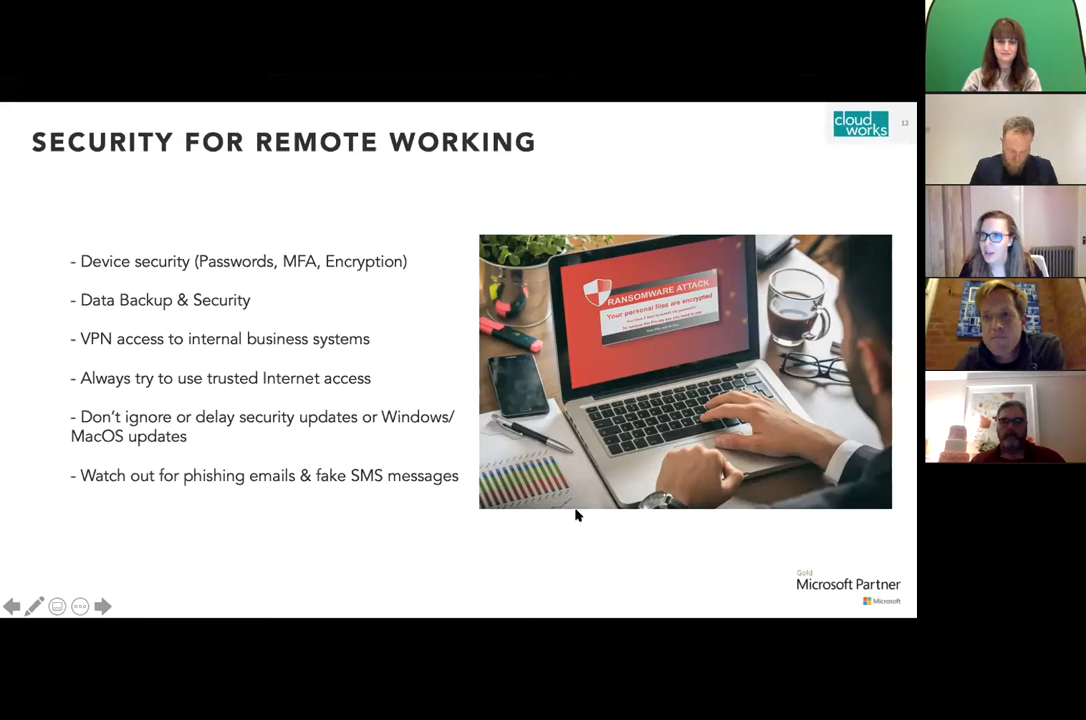 SECURITY FOR REMOTE WORKING
cloud
works
12
- Device security (Passwords, MFA, Encryption)
- Data Backup & Security
- VPN access to internal business systems
- Always try to use trusted Internet access
- Don't ignore or delay security updates or Windows/
MacOS updates
- Watch out for phishing emails & fake SMS messages
RANSOMWARE ATTACK
Your personal files are encrypted
Gold
Microsoft Partner
Microsoft